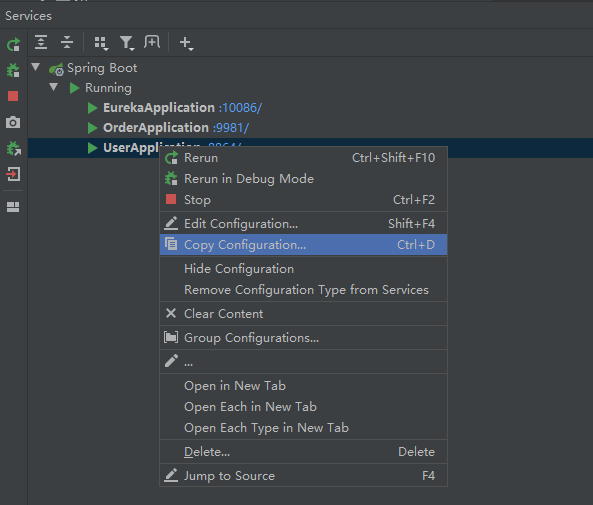 Services
Spring Boot
Running
EurekaApplication :10086/
OrderApplication :9981/
UserApplication
Rerun Ctrl+Shift+F10
Rerun in Debug Mode
Stop Ctrl+F2
Edit Configuration... Shift+F4
Copy Configuration... Ctrl+D
Hide Configuration
Remove Configuration Type from Services
Clear Content
Group Configurations...
...
Open in New Tab
Open Each in New Tab
Open Each Type in New Tab
Delete... Delete
Jump to Source F4